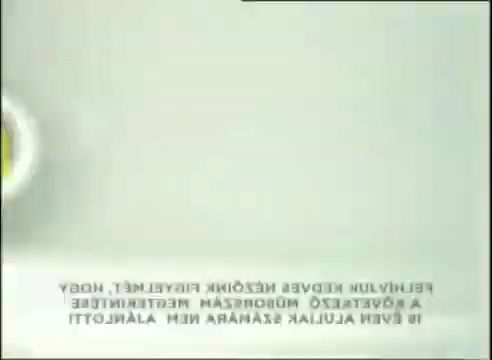 FELHÍVJUK KEDVES NÉZŐINK FIGYELMÉT, HOGY
A KÖVETKEZŐ MŰSORSZÁM MEGTEKINTÉSE
16 ÉVEN ALULIAK SZÁMÁRA NEM AJÁNLOTT!